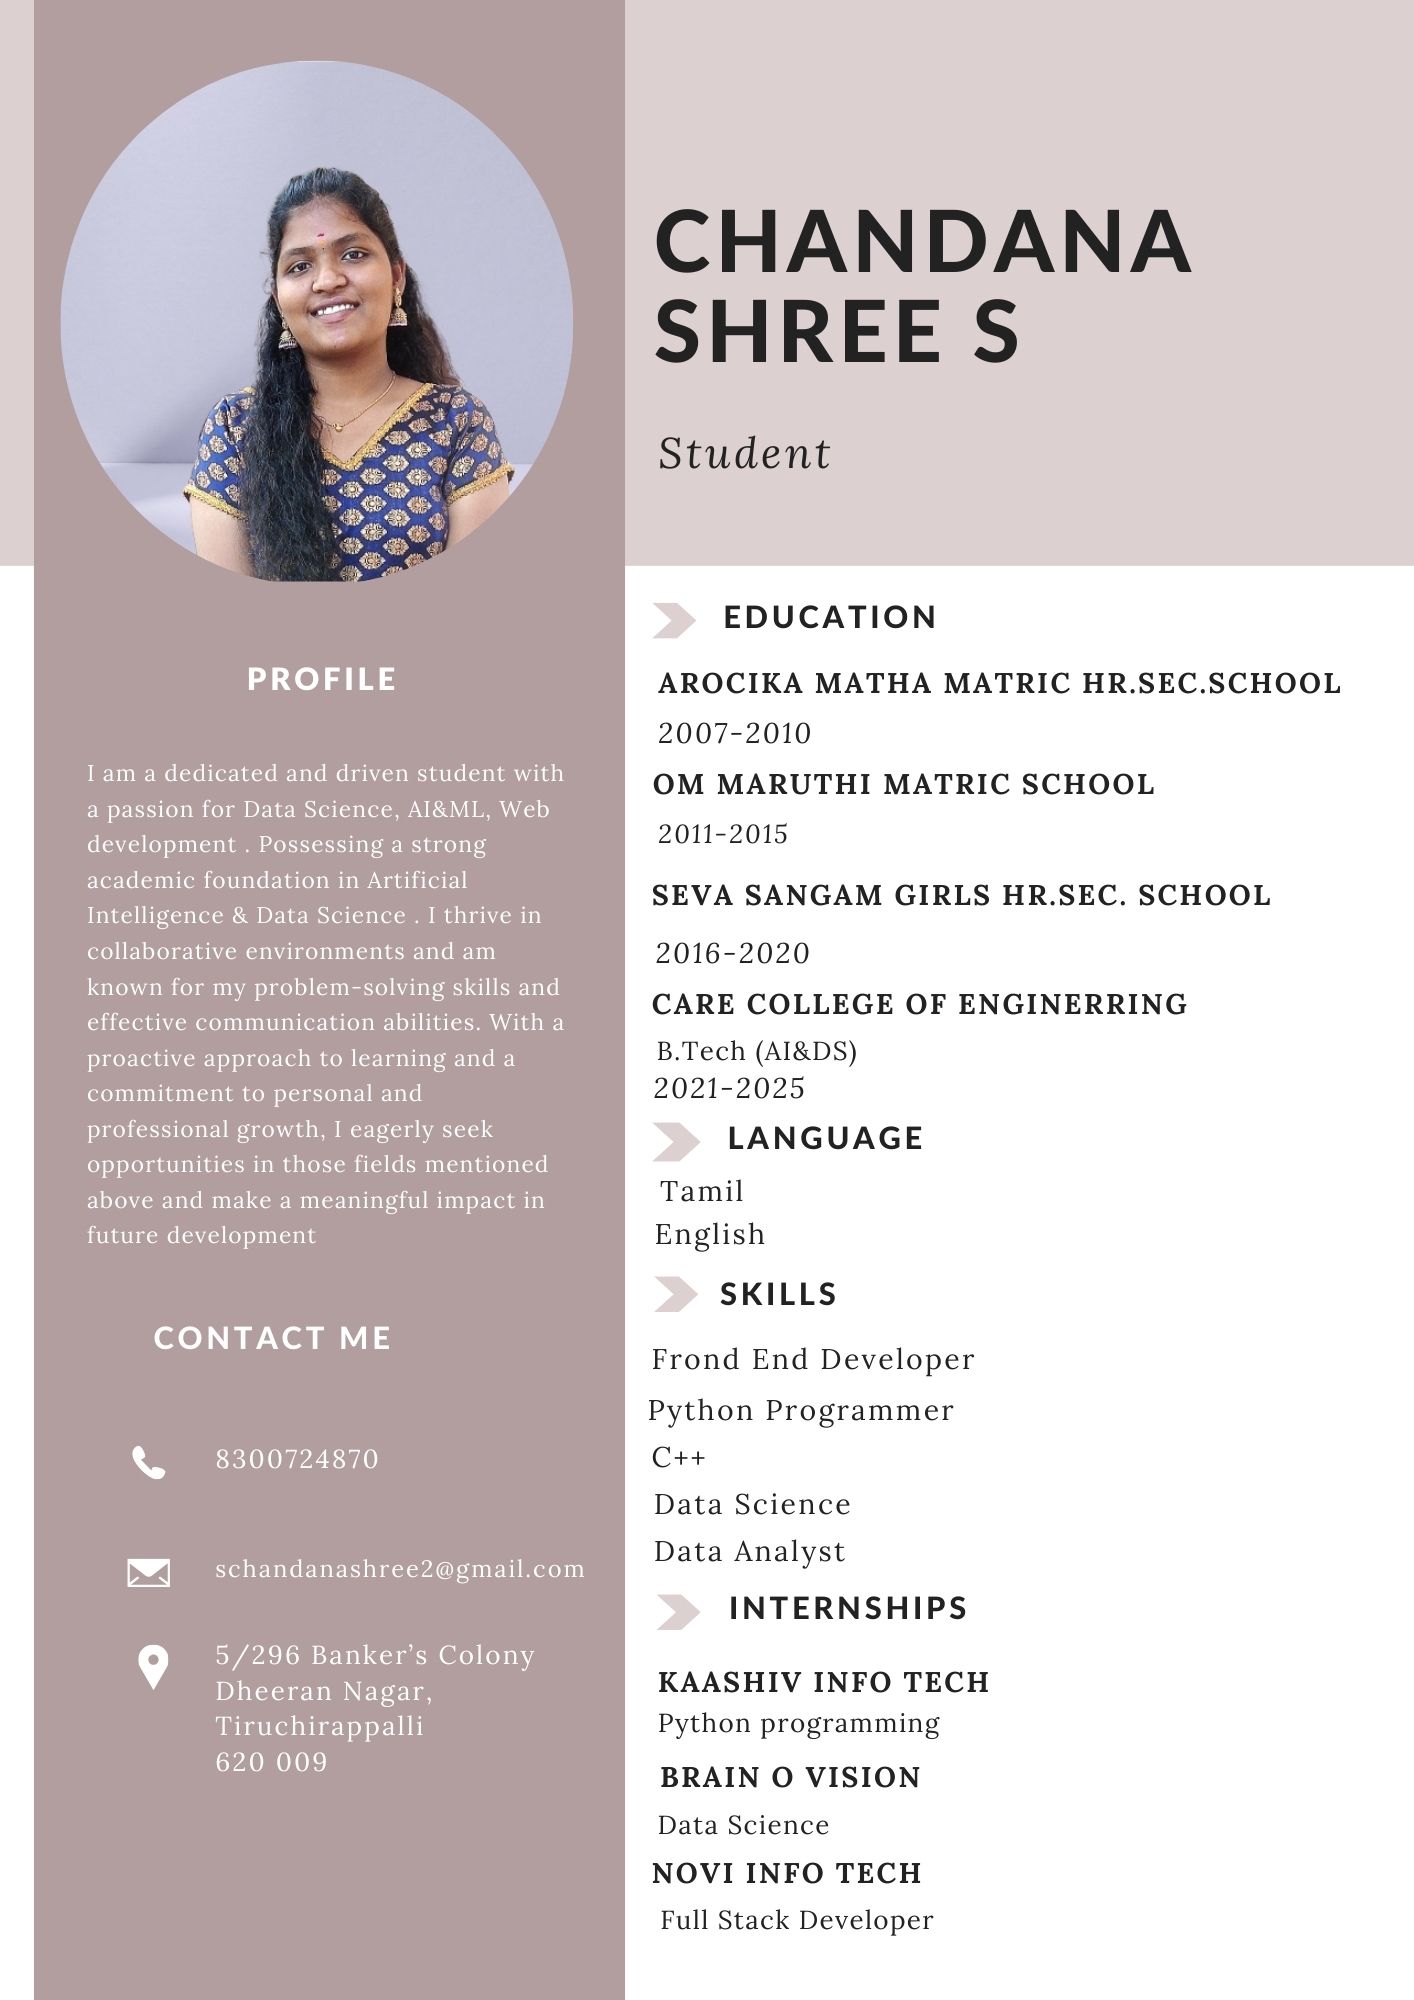 CHANDANA
SHREE S
Student
PROFILE
I am a dedicated and driven student with
a passion for Data Science, AI&ML, Web
development . Possessing a strong
academic foundation in Artificial
Intelligence & Data Science . I thrive in
collaborative environments and am
known for my problem-solving skills and
effective communication abilities. With a
proactive approach to learning and a
commitment to personal and
professional growth, I eagerly seek
opportunities in those fields mentioned
above and make a meaningful impact in
future development
CONTACT ME
8300724870
schandanashree2@gmail.com
5/296 Banker’s Colony
Dheeran Nagar,
Tiruchirappalli
620 009
EDUCATION
AROCIKA MATHA MATRIC HR.SEC.SCHOOL
2007-2010
OM MARUTHI MATRIC SCHOOL
2011-2015
SEVA SANGAM GIRLS HR.SEC. SCHOOL
2016-2020
CARE COLLEGE OF ENGINERRING
B.Tech (AI&DS)
2021-2025
LANGUAGE
Tamil
English
SKILLS
Frond End Developer
Python Programmer
C++
Data Science
Data Analyst
INTERNSHIPS
KAASHIV INFO TECH
Python programming
BRAIN O VISION
Data Science
NOVI INFO TECH
Full Stack Developer